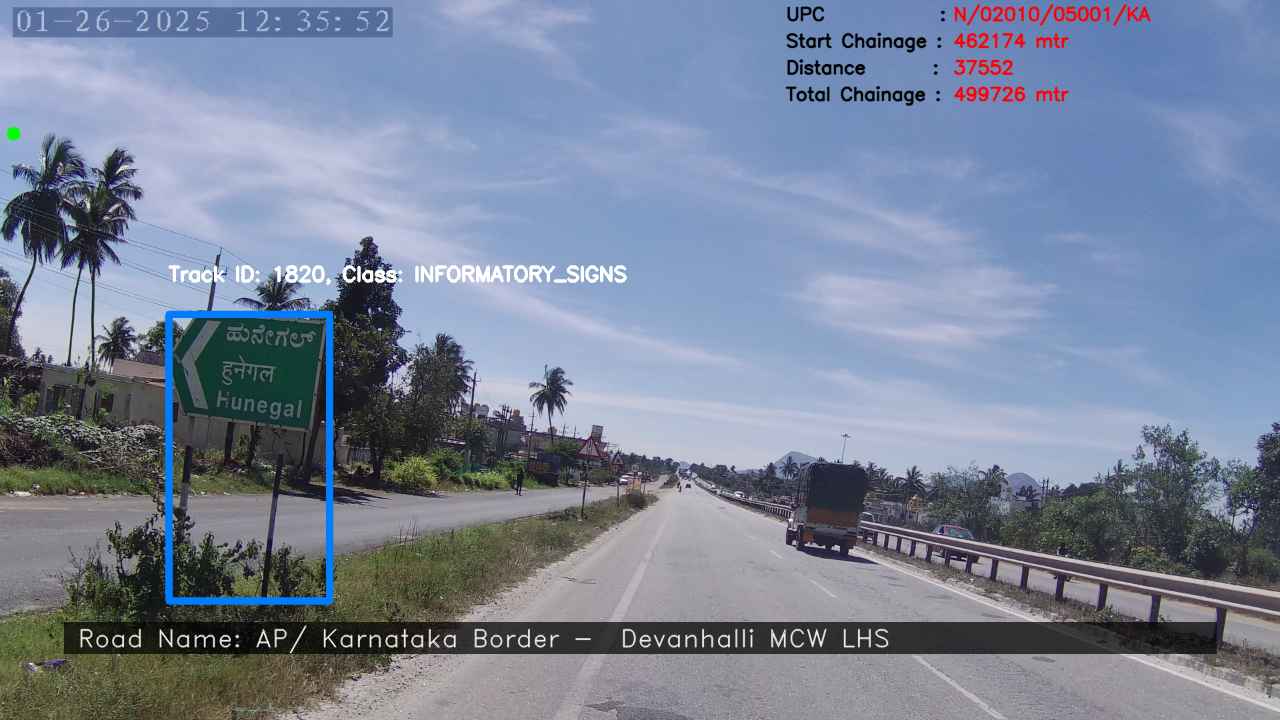 01-26-2025 12:35:52
UPC : N/02010/05001/KA
Start Chainage : 462174 mtr
Distance : 37552
Total Chainage : 499726 mtr
Track ID: 1820, Class: INFORMATORY_SIGNS
ಹುನೇಗಲ್
हुनेगल
Hunegal
Road Name: AP/ Karnataka Border - Devanhalli MCW LHS